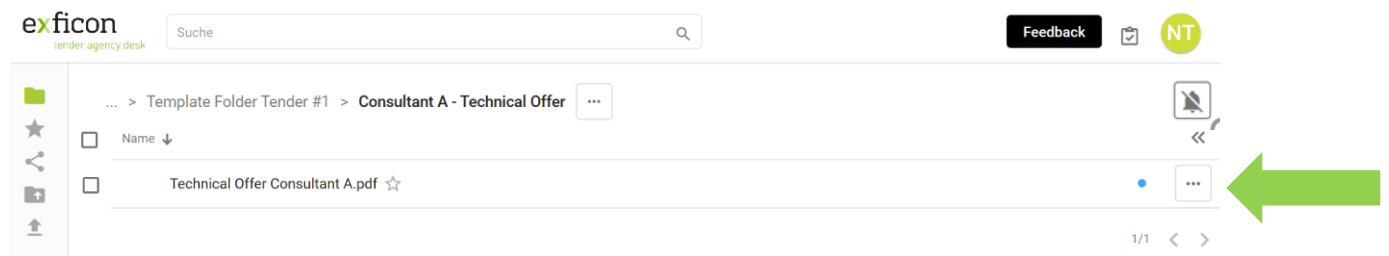 exficon
tender agency desk
Suche
Feedback
NT
... > Template Folder Tender #1 > Consultant A - Technical Offer ...
Name
Technical Offer Consultant A.pdf
1/1